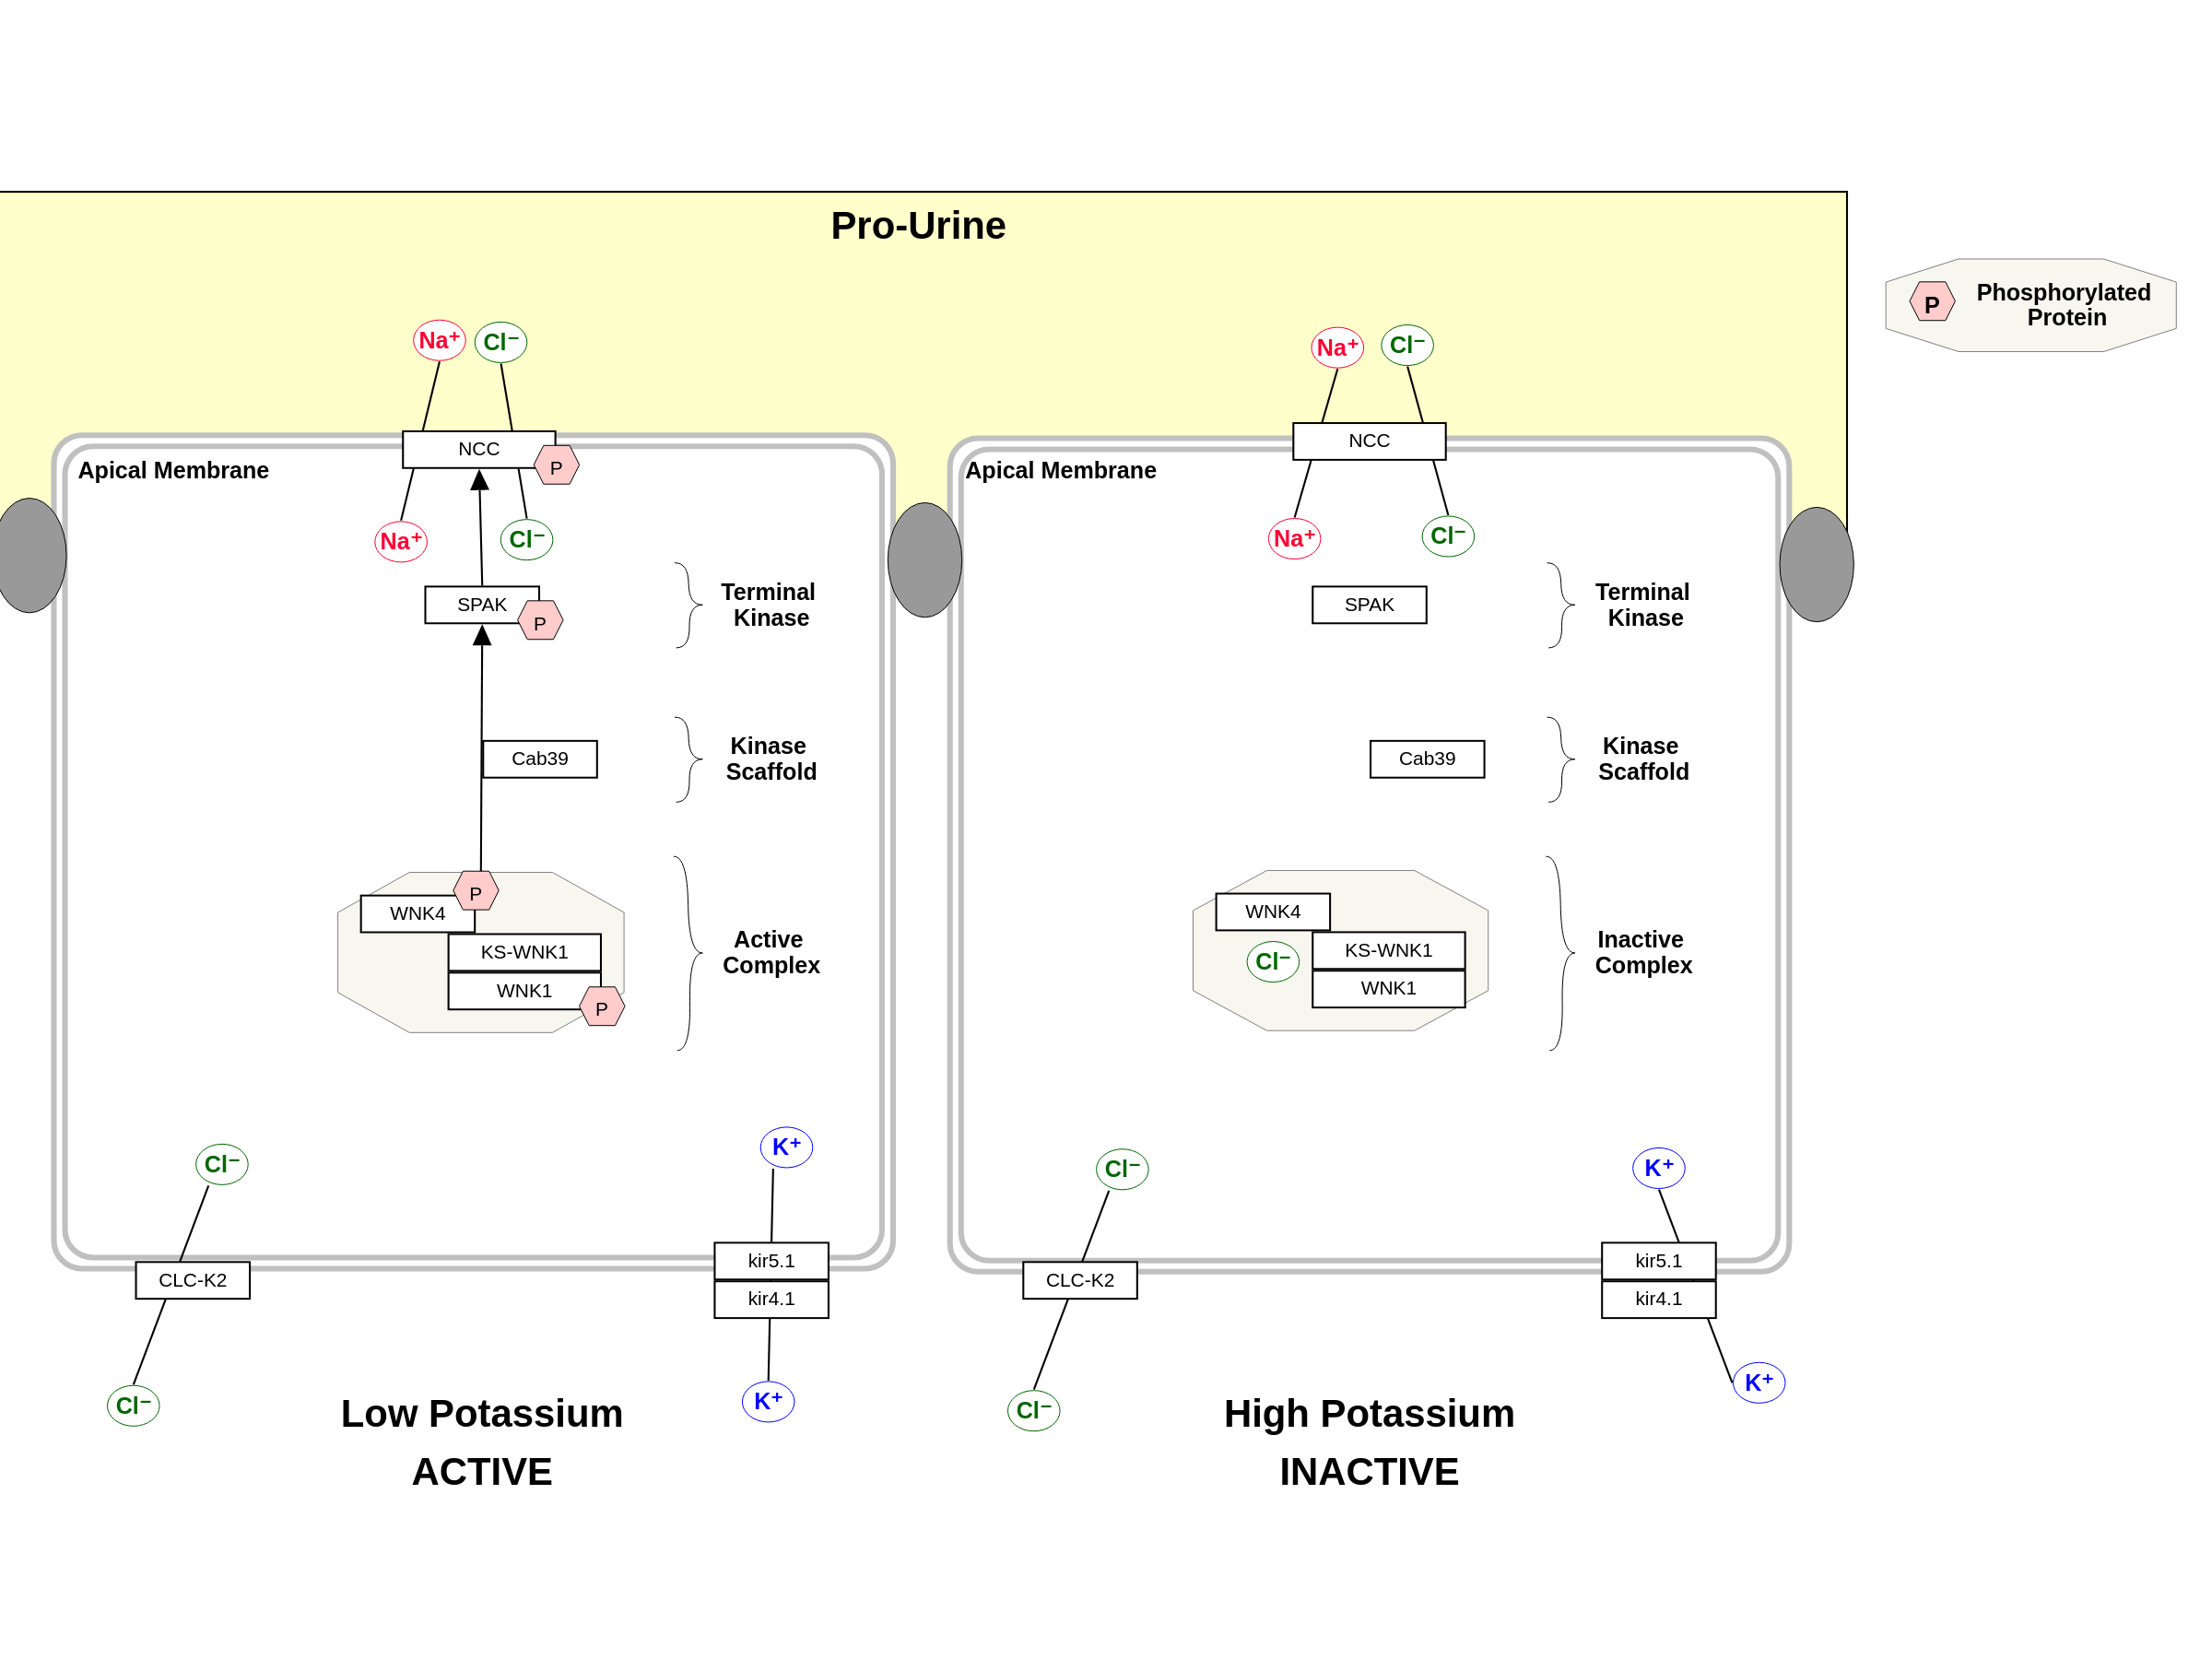 Pro-Urine
P
Phosphorylated
Protein
Na⁺
Cl⁻
NCC
P
Apical Membrane
Na⁺
Cl⁻
SPAK
P
Terminal
Kinase
Cab39
Kinase
Scaffold
P
WNK4
KS-WNK1
WNK1
P
Active
Complex
Cl⁻
K⁺
CLC-K2
kir5.1
kir4.1
Cl⁻
K⁺
Low Potassium
ACTIVE
Na⁺
Cl⁻
NCC
Apical Membrane
Na⁺
Cl⁻
SPAK
Terminal
Kinase
Cab39
Kinase
Scaffold
WNK4
Cl⁻
KS-WNK1
WNK1
Inactive
Complex
Cl⁻
K⁺
CLC-K2
kir5.1
kir4.1
Cl⁻
K⁺
High Potassium
INACTIVE